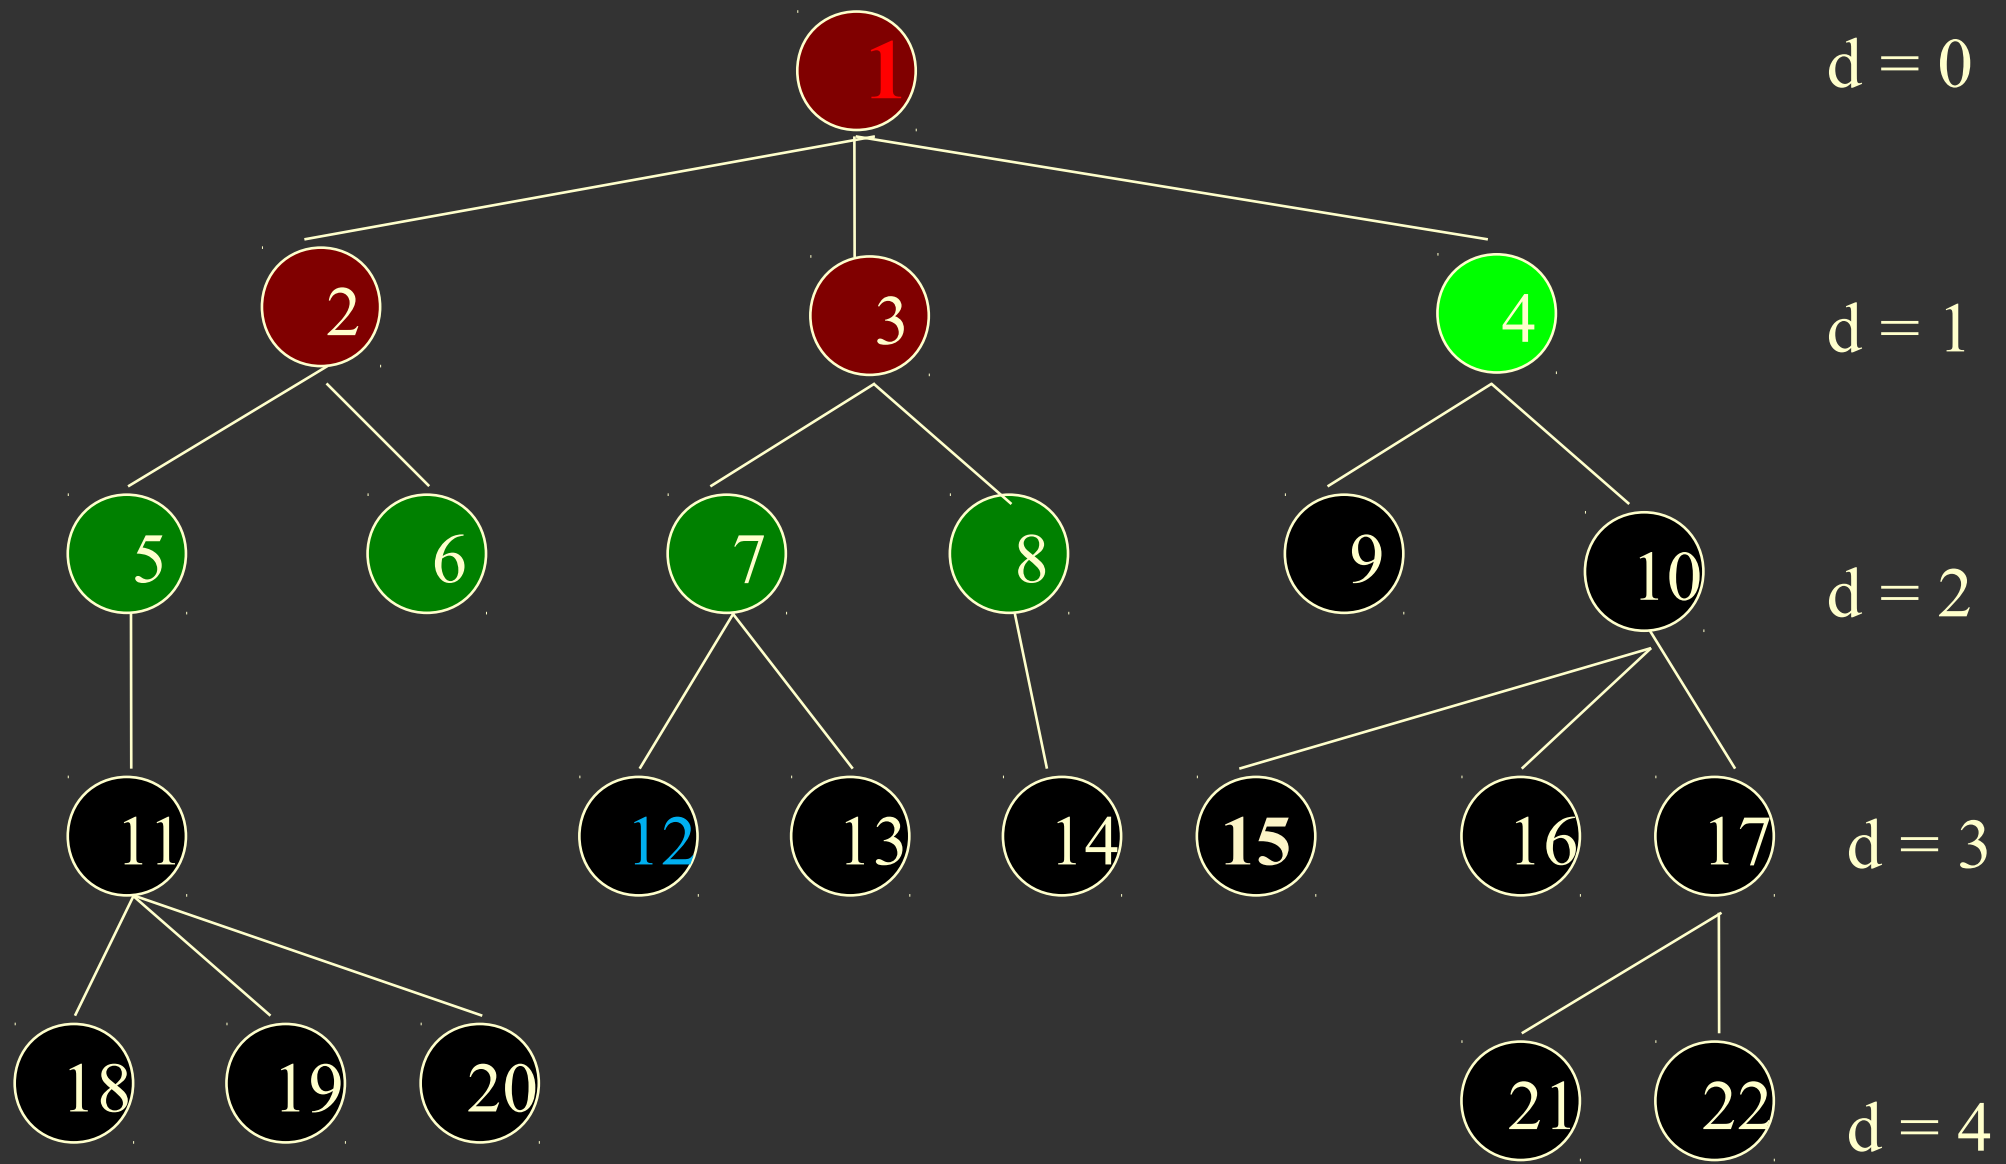 1 d = 0
2 3 4 d = 1
5 6 7 8 9 10 d = 2
11 12 13 14 15 16 17 d = 3
18 19 20 21 22 d = 4